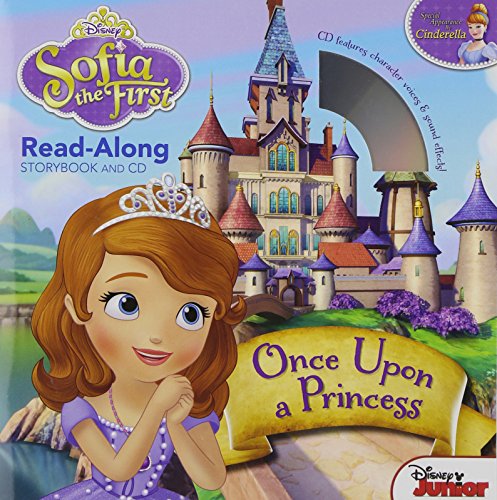 Disney
Sofia
the First
Read-Along
STORYBOOK AND CD
CD features character voices & sound effects!
Special Appearance
by
Cinderella
Once Upon
a Princess
Disney
Junior